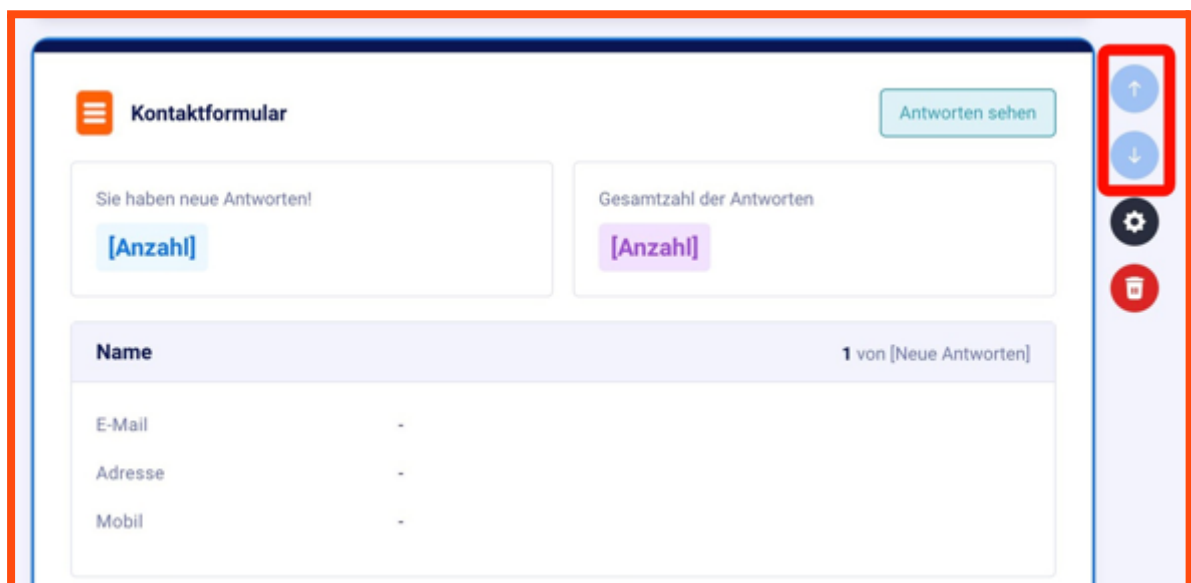 Kontaktformular
Antworten sehen
Sie haben neue Antworten!
[Anzahl]
Gesamtzahl der Antworten
[Anzahl]
Name
1 von [Neue Antworten]
E-Mail -
Adresse -
Mobil -